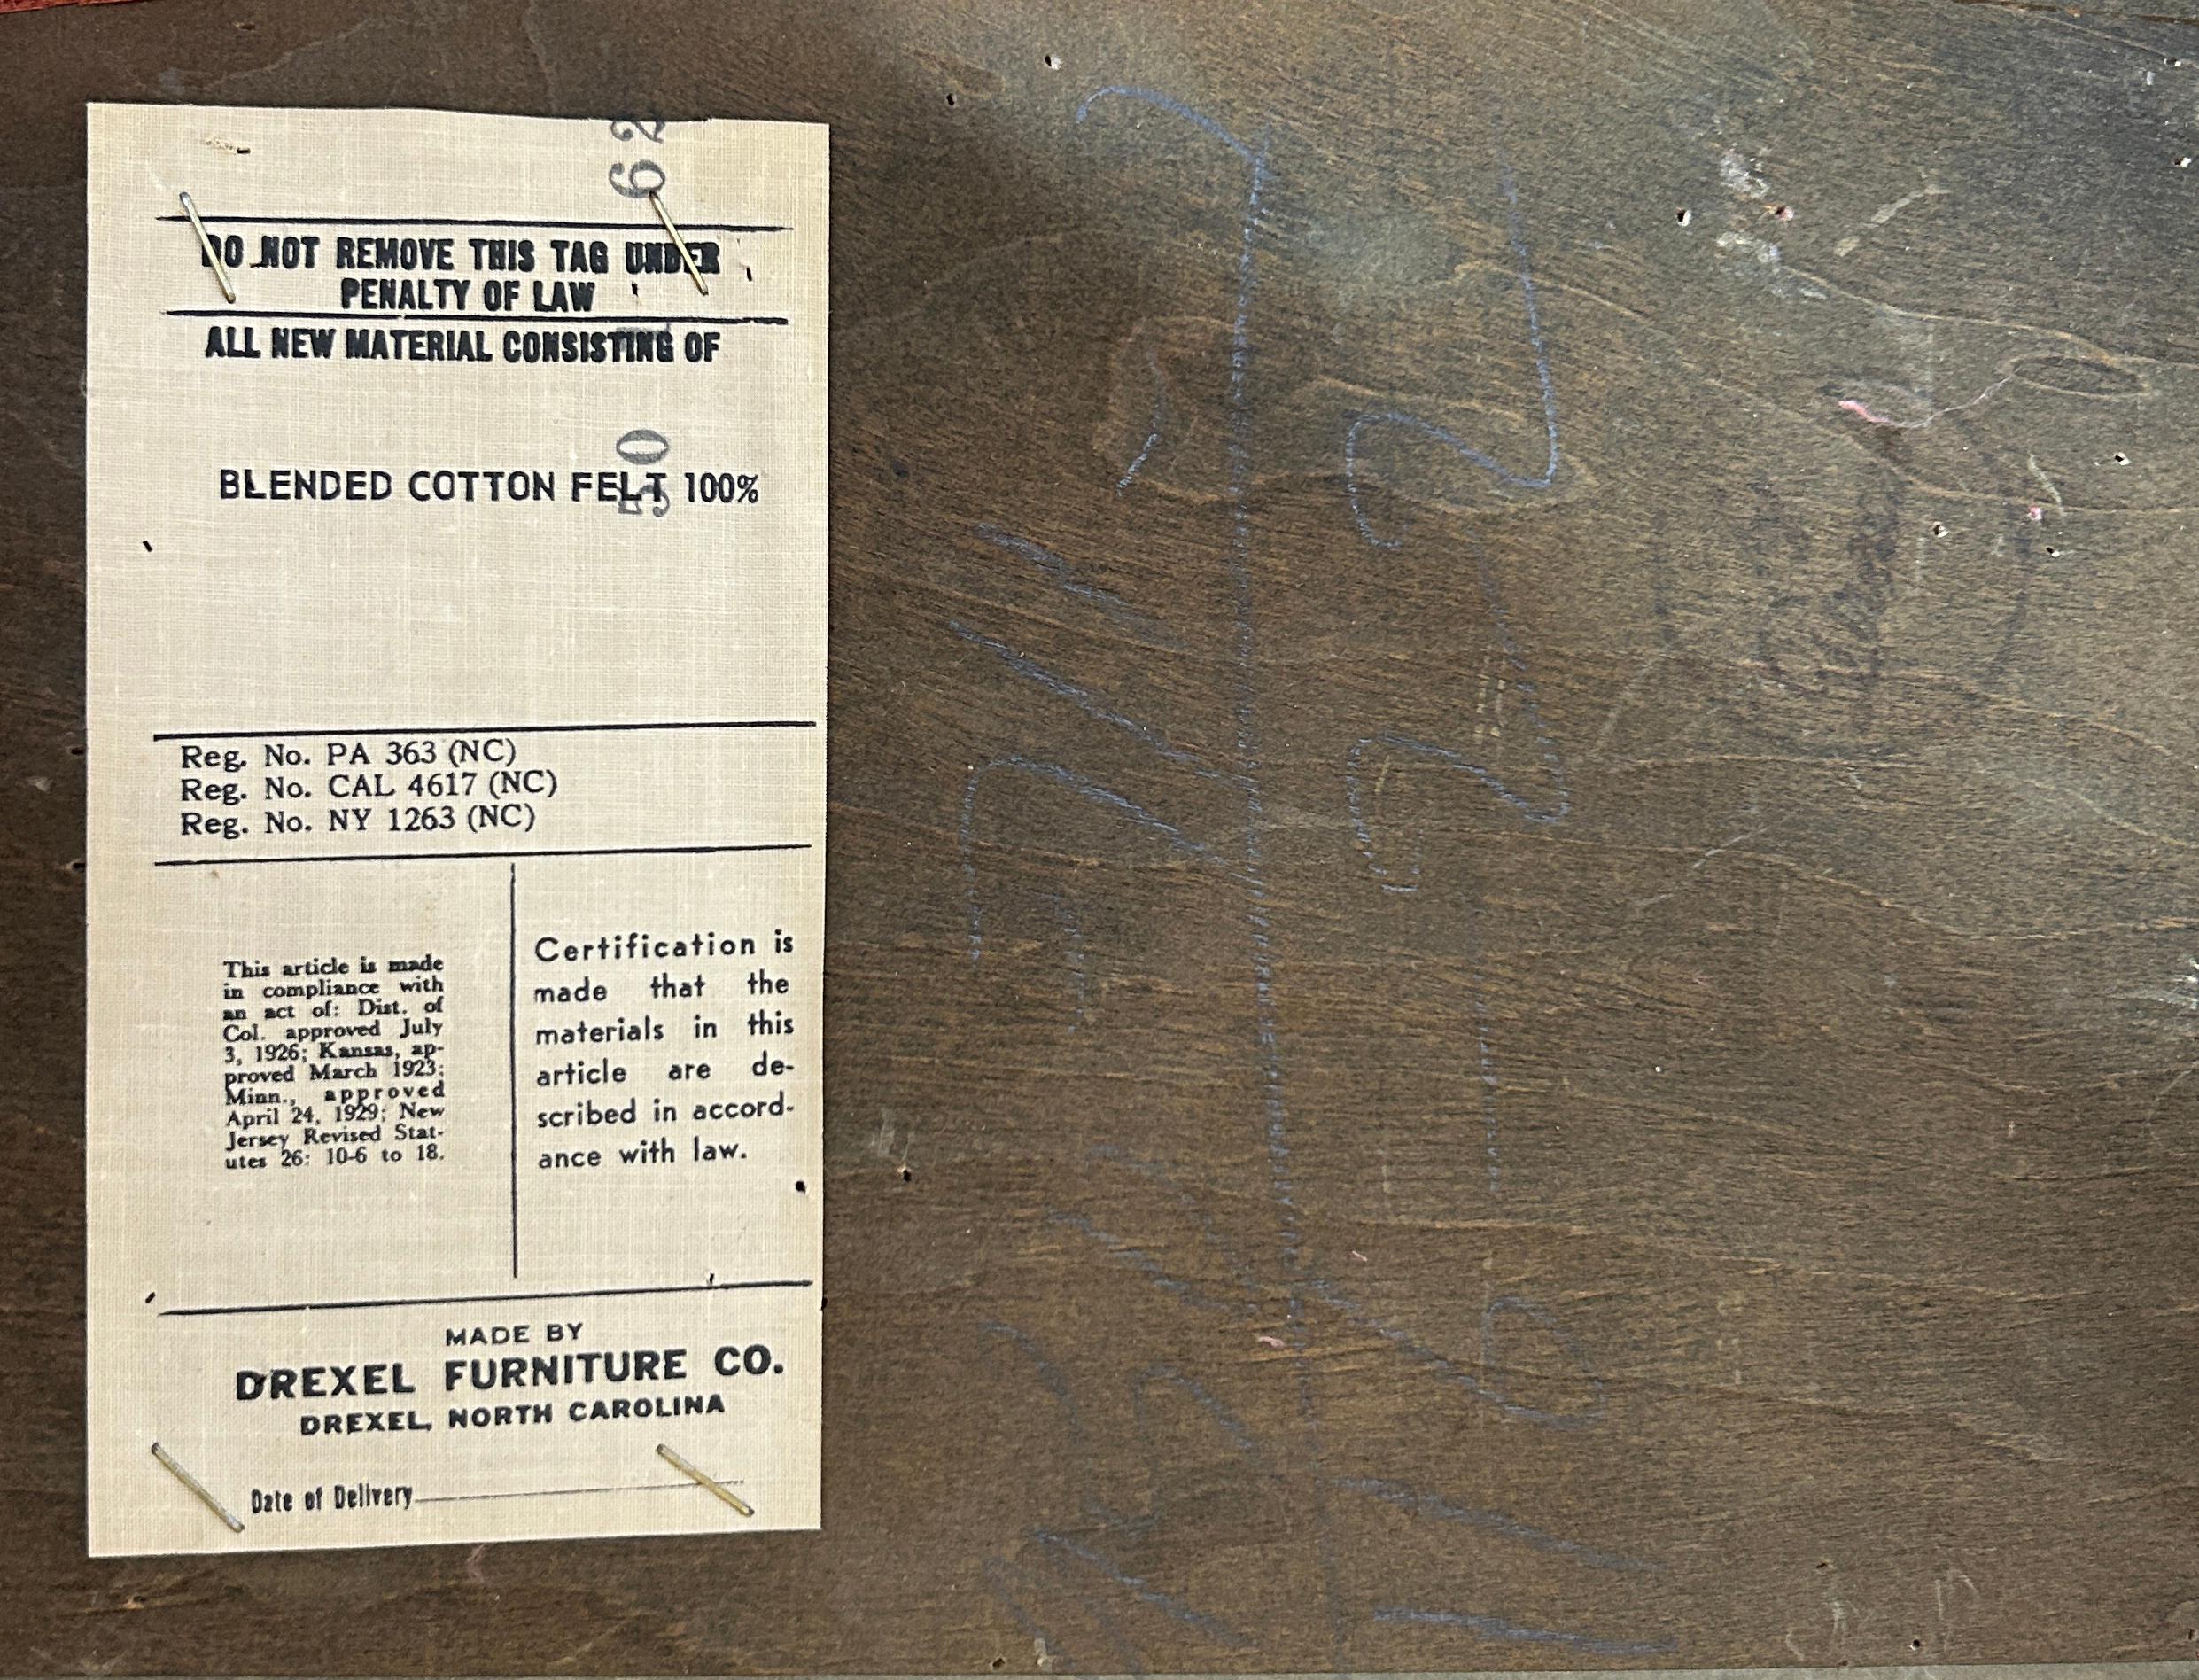 62
DO NOT REMOVE THIS TAG UNDER
PENALTY OF LAW
ALL NEW MATERIAL CONSISTING OF
50
BLENDED COTTON FELT 100%
Reg. No. PA 363 (NC)
Reg. No. CAL 4617 (NC)
Reg. No. NY 1263 (NC)
This article is made
in compliance with
an act of: Dist. of
Col. approved July
3, 1926; Kansas, ap-
proved March 1923;
Minn., approved
April 24, 1929; New
Jersey Revised Stat-
utes 26: 10-6 to 18.
Certification is
made that the
materials in this
article are de-
scribed in accord-
ance with law.
MADE BY
DREXEL FURNITURE CO.
DREXEL, NORTH CAROLINA
Date of Delivery